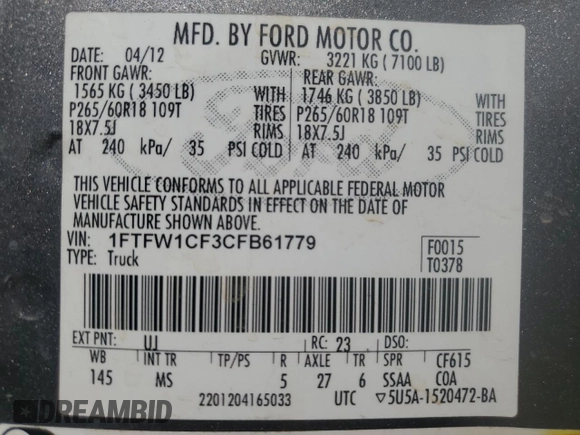 MFD. BY FORD MOTOR CO.
DATE: 04/12 GVWR: 3221 KG ( 7100 LB)
FRONT GAWR: REAR GAWR:
1565 KG ( 3450 LB) WITH 1746 KG ( 3850 LB) WITH
P265/60R18 109T TIRES P265/60R18 109T TIRES
18X7.5J RIMS 18X7.5J RIMS
AT 240 kPa/ 35 PSI COLD AT 240 kPa/ 35 PSI COLD
Ford
THIS VEHICLE CONFORMS TO ALL APPLICABLE FEDERAL MOTOR
VEHICLE SAFETY STANDARDS IN EFFECT ON THE DATE OF
MANUFACTURE SHOWN ABOVE.
VIN: 1FTFW1CF3CFB61779 F0015
TYPE: Truck T0378
EXT PNT: UJ RC: 23 DSO:
WB INT TR TP/PS R AXLE TR SPR CF615
145 MS 5 27 6 SSAA COA
2201204165033 UTC ▽5U5A-1520472-BA
DREAMBID